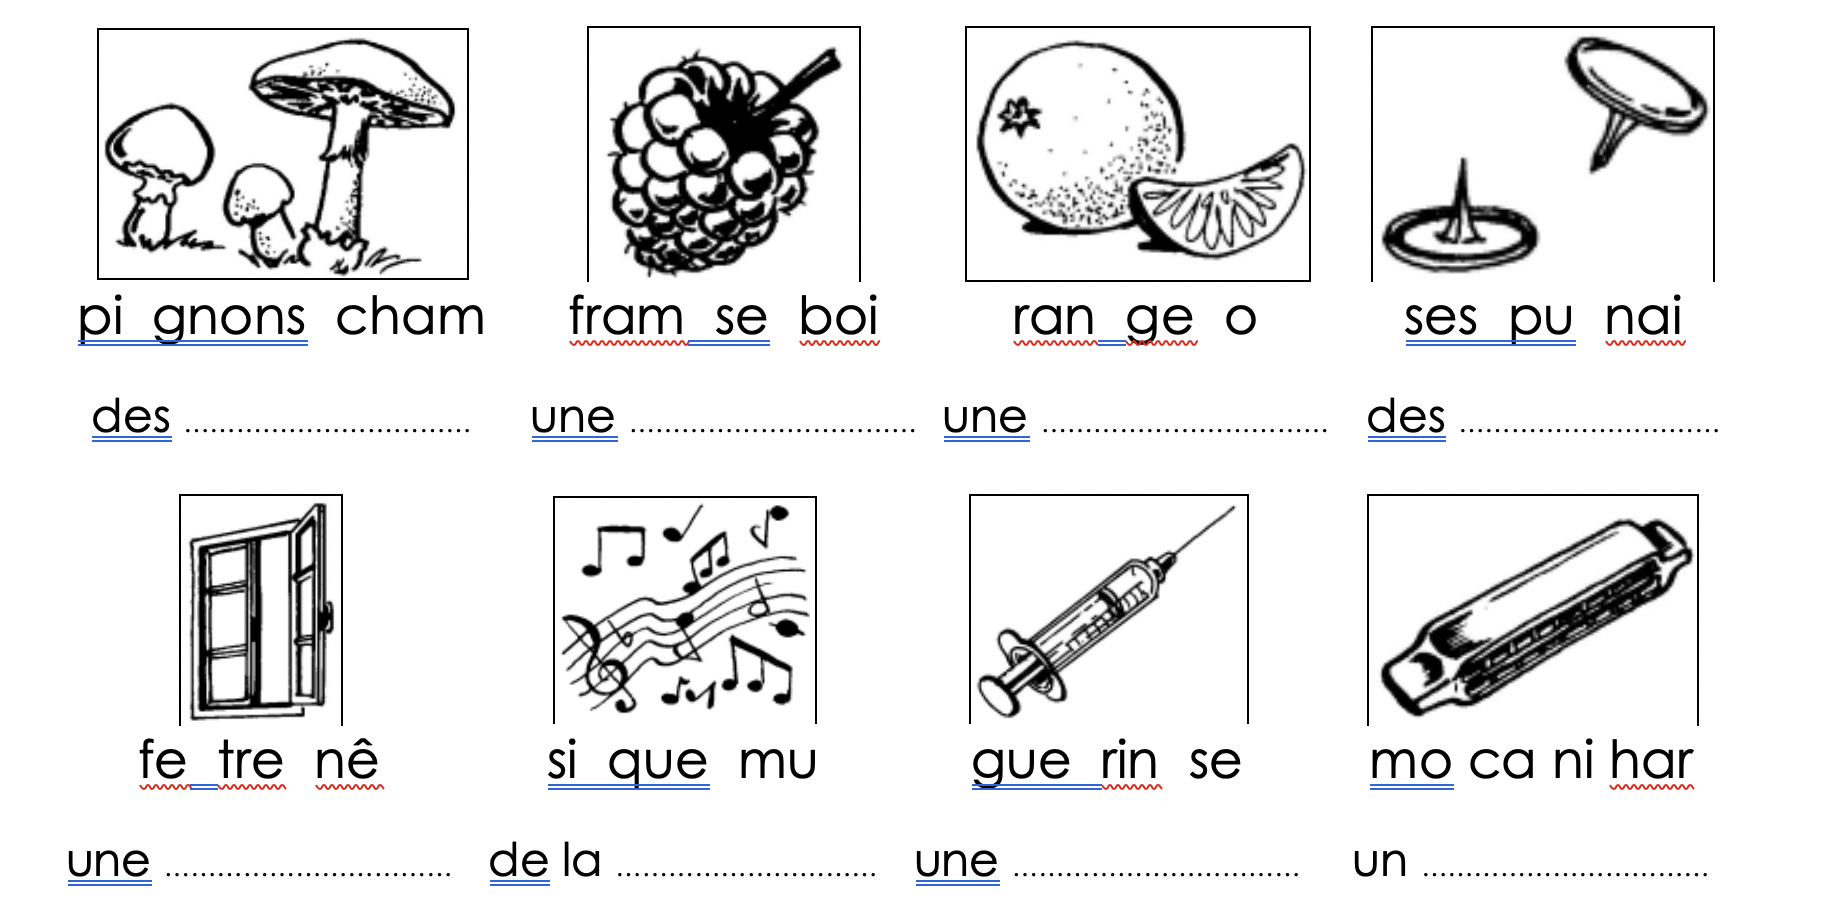 pi gnons cham fram se boi ran ge o ses pu nai
des ................................. une ................................. une ................................. des ..............................
fe tre nê si que mu gue rin se mo ca ni har
une ................................. de la .............................. une ................................. un .................................